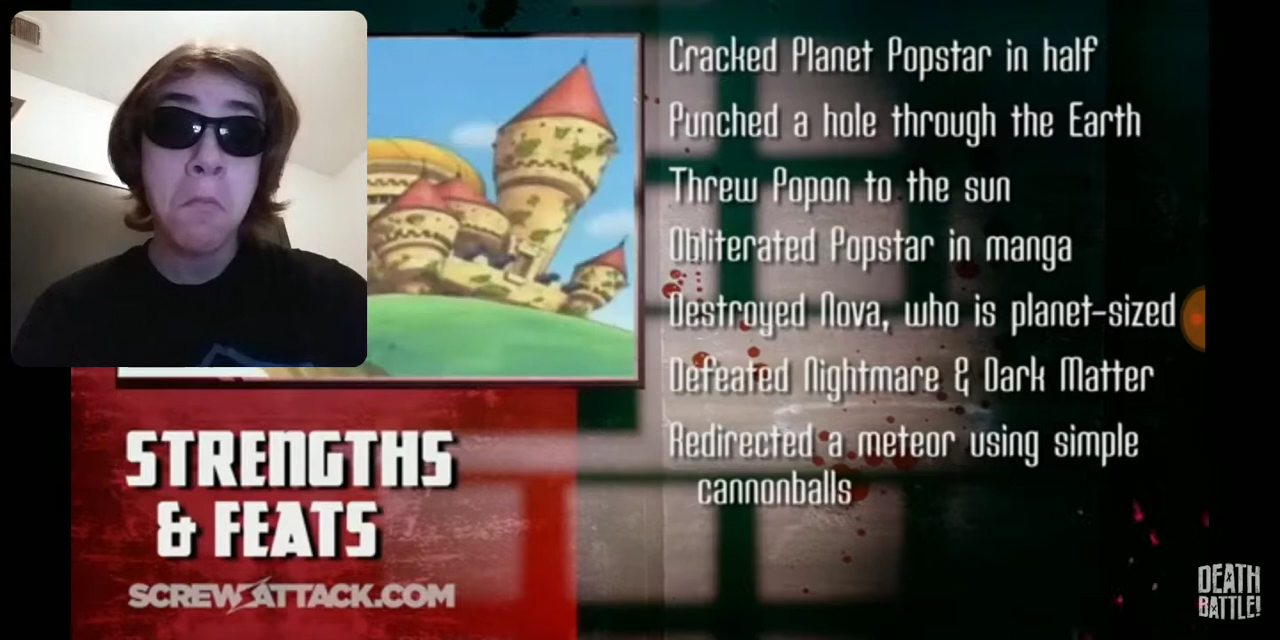 Cracked Planet Popstar in half
Punched a hole through the Earth
Threw Popon to the sun
Obliterated Popstar in manga
Destroyed Nova, who is planet-sized
Defeated Nightmare & Dark Matter
Redirected a meteor using simple
cannonballs
STRENGTHS
& FEATS
SCREWATTACK.COM
DEATH
BATTLE!